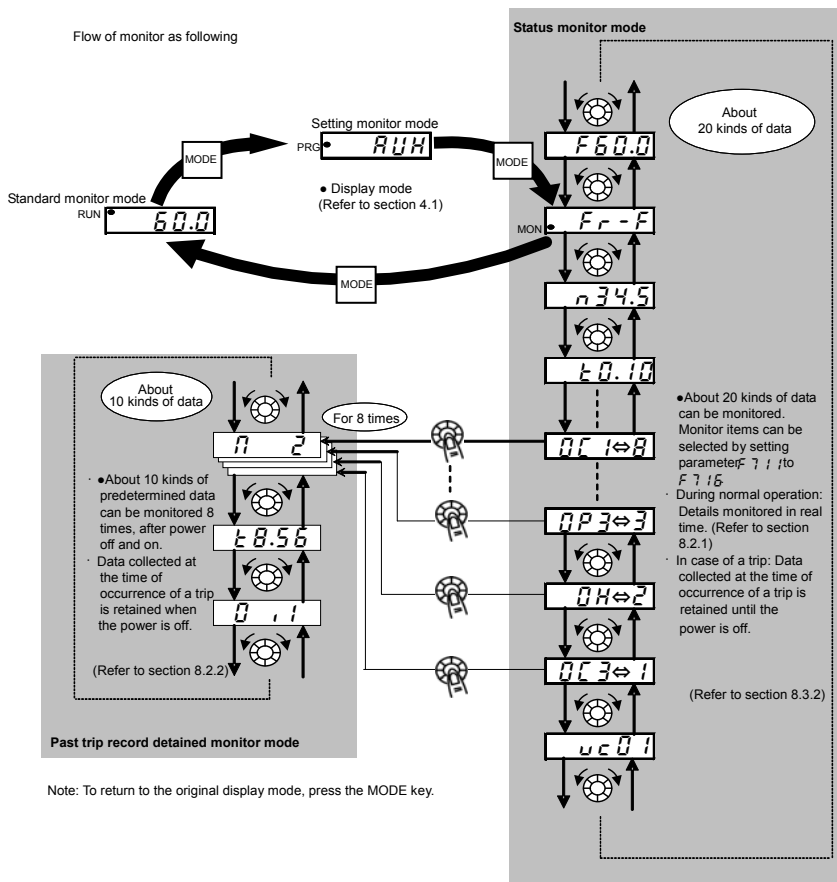 Flow of monitor as following
Status monitor mode
About
20 kinds of data
Setting monitor mode
PRG
AUH
MODE
MODE
● Display mode
(Refer to section 4.1)
Standard monitor mode
RUN
60.0
MODE
F60.0
MON
Fr-F
n34.5
t0.10
OC1⇔8
OP3⇔3
OH⇔2
OC3⇔1
uc01
●About 20 kinds of data
can be monitored.
Monitor items can be
selected by setting
parameter F711 to
F716.
· During normal operation:
Details monitored in real
time. (Refer to section
8.2.1)
· In case of a trip: Data
collected at the time of
occurrence of a trip is
retained until the
power is off.
(Refer to section 8.3.2)
About
10 kinds of data
For 8 times
n 2
t8.56
0 ,1
· ●About 10 kinds of
predetermined data
can be monitored 8
times, after power
off and on.
· Data collected at
the time of
occurrence of a trip
is retained when
the power is off.
(Refer to section 8.2.2)
Past trip record detained monitor mode
Note: To return to the original display mode, press the MODE key.